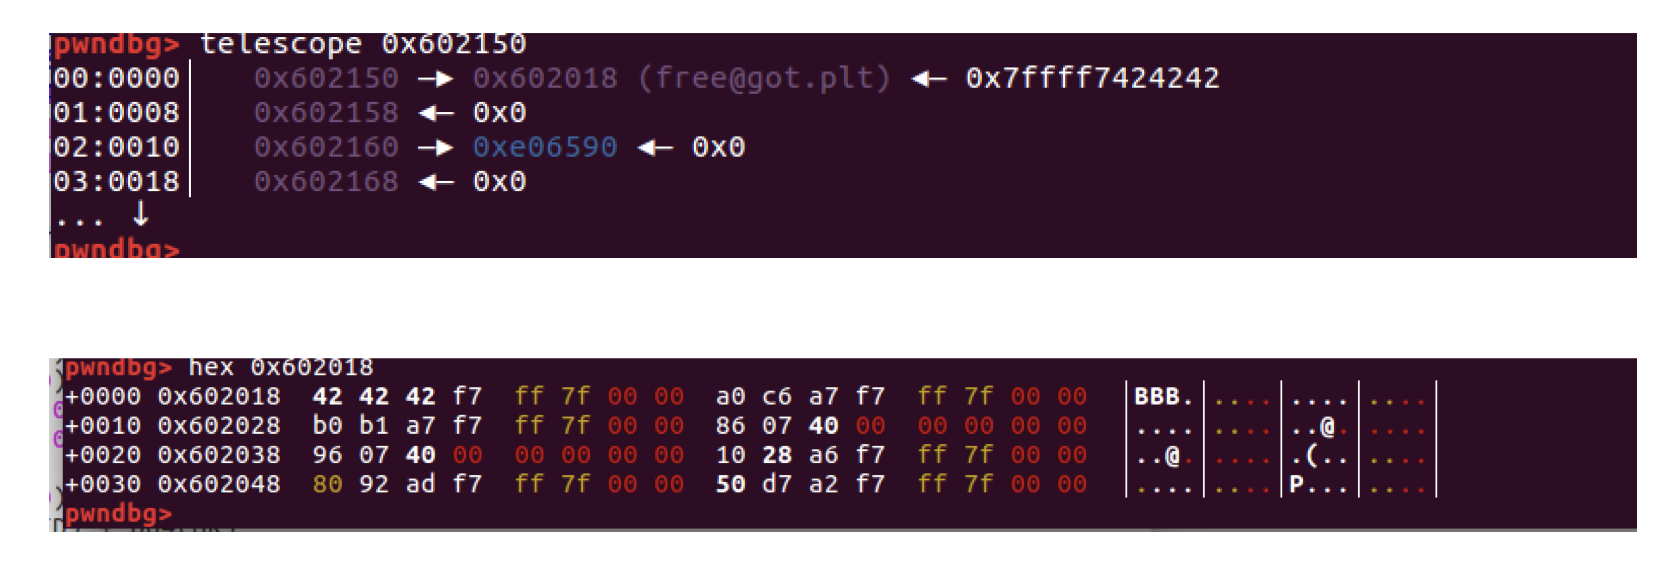 pwndbg> telescope 0x602150
00:0000│ 0x602150 —▸ 0x602018 (free@got.plt) ◂— 0x7ffff7424242
01:0008│ 0x602158 ◂— 0x0
02:0010│ 0x602160 —▸ 0xe06590 ◂— 0x0
03:0018│ 0x602168 ◂— 0x0
... ↓
pwndbg>
pwndbg> hex 0x602018
+0000 0x602018 42 42 42 f7 ff 7f 00 00 a0 c6 a7 f7 ff 7f 00 00 │BBB.│....│....│....│
+0010 0x602028 b0 b1 a7 f7 ff 7f 00 00 86 07 40 00 00 00 00 00 │....│....│..@.│....│
+0020 0x602038 96 07 40 00 00 00 00 00 10 28 a6 f7 ff 7f 00 00 │..@.│....│.(..│....│
+0030 0x602048 80 92 ad f7 ff 7f 00 00 50 d7 a2 f7 ff 7f 00 00 │....│....│P...│....│
pwndbg>